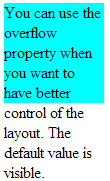 You can use the
overflow
property when
you want to
have better
control of the
layout. The
default value is
visible.